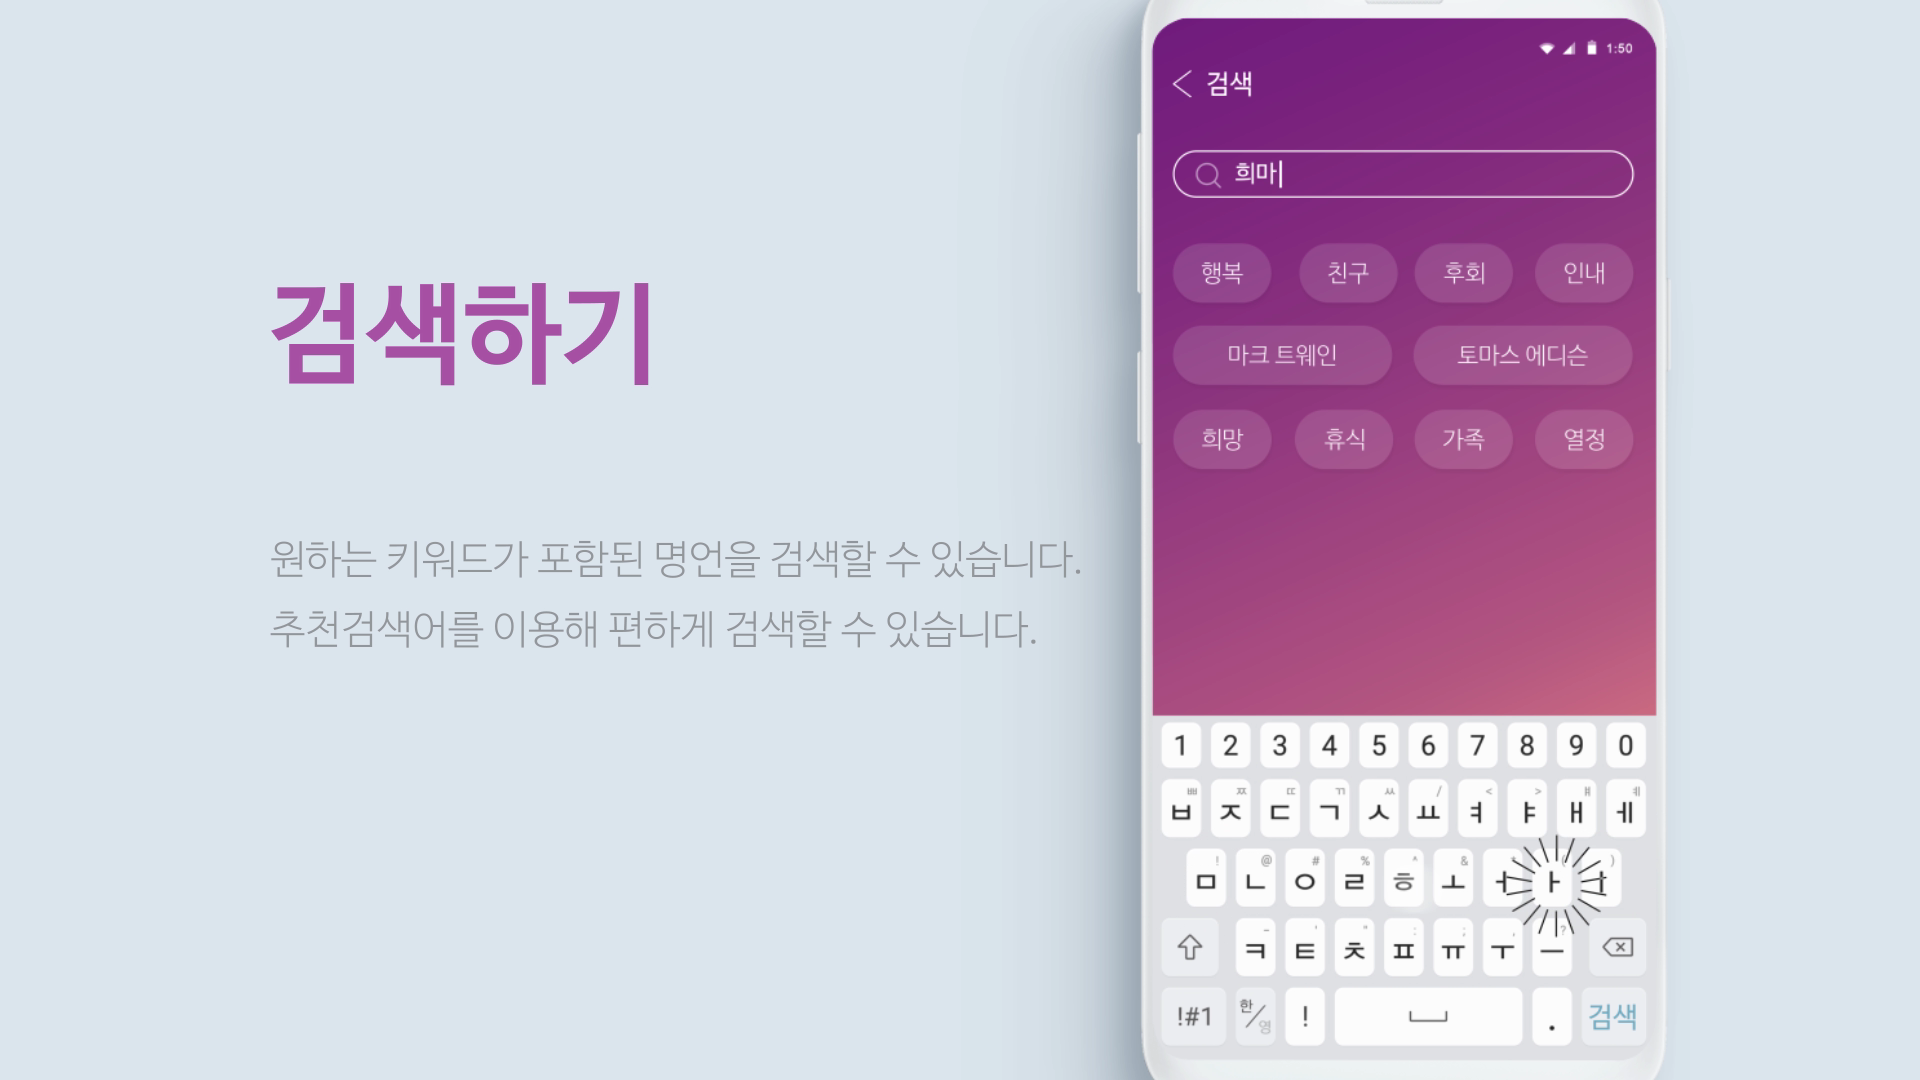 검색하기
원하는 키워드가 포함된 명언을 검색할 수 있습니다.
추천검색어를 이용해 편하게 검색할 수 있습니다.
1:50
검색
희마
행복 친구 후회 인내
마크 트웨인 토마스 에디슨
희망 휴식 가족 열정
1 2 3 4 5 6 7 8 9 0
ㅃ ㅉ ㄸ ㄲ ㅆ / < > ㅒ ㅖ
ㅂ ㅈ ㄷ ㄱ ㅅ ㅛ ㅕ ㅑ ㅐ ㅔ
! @ # % ^ & * ( )
ㅁ ㄴ ㅇ ㄹ ㅎ ㅗ ㅓ ㅏ ㅣ
- ' " : ; , ?
ㅋ ㅌ ㅊ ㅍ ㅠ ㅜ ㅡ
!#1 한/영 ! . 검색